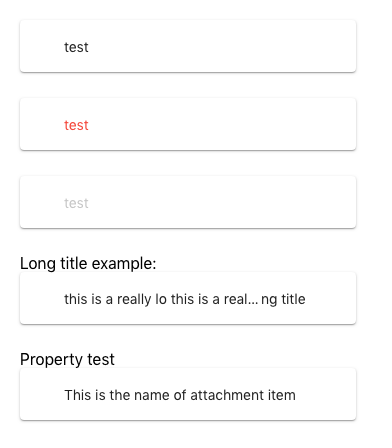 test
test
test
Long title example:
this is a really lo this is a real... ng title
Property test
This is the name of attachment item